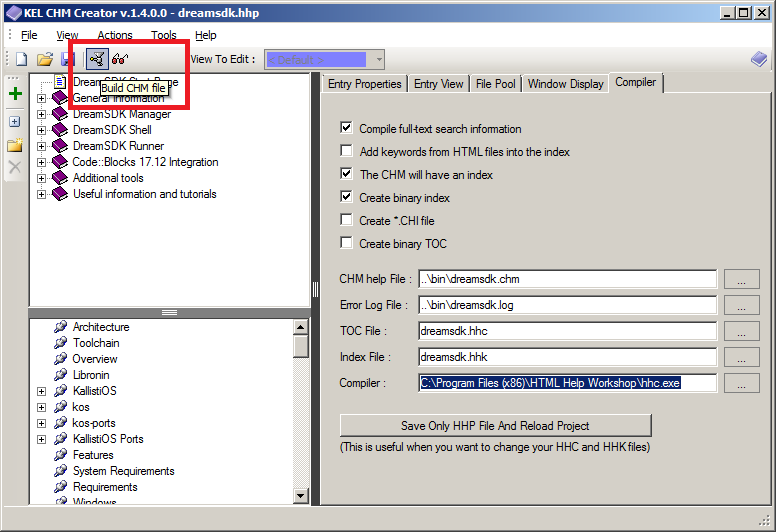 KEL CHM Creator v.1.4.0.0 - dreamsdk.hhp
File View Actions Tools Help
View To Edit : < Default >
DreamSDK Start Page
Build CHM file
General Information
DreamSDK Manager
DreamSDK Shell
DreamSDK Runner
Code::Blocks 17.12 Integration
Additional tools
Useful information and tutorials
Architecture
Toolchain
Overview
Libronin
KallistiOS
kos
kos-ports
KallistiOS Ports
Features
System Requirements
Requirements
Windows
Entry Properties Entry View File Pool Window Display Compiler
Compile full-text search information
Add keywords from HTML files into the index
The CHM will have an index
Create binary index
Create *.CHI file
Create binary TOC
CHM help File : ..\bin\dreamsdk.chm ...
Error Log File : ..\bin\dreamsdk.log ...
TOC File : dreamsdk.hhc ...
Index File : dreamsdk.hhk ...
Compiler : C:\Program Files (x86)\HTML Help Workshop\hhc.exe ...
Save Only HHP File And Reload Project
(This is useful when you want to change your HHC and HHK files)